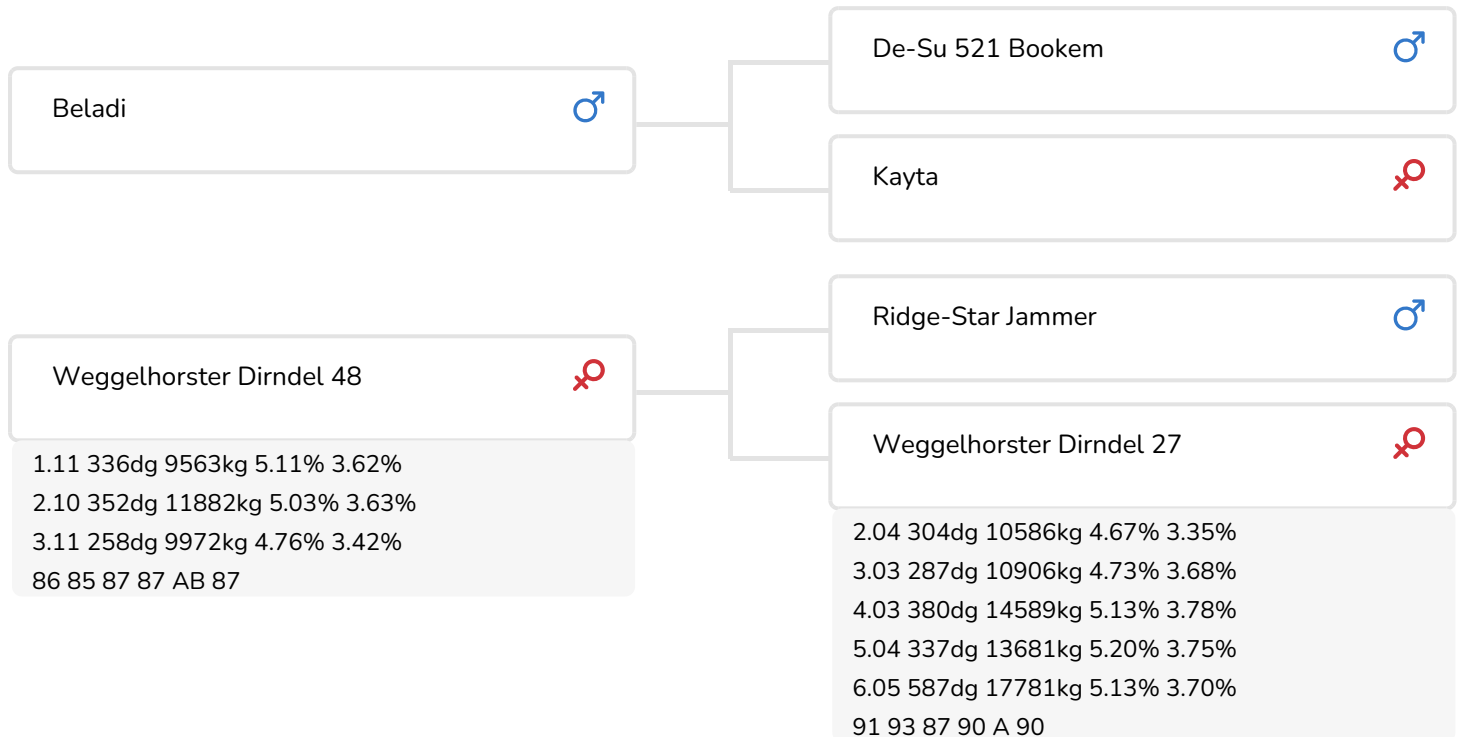 Beladi
Weggelhorster Dirndel 48
1.11 336dg 9563kg 5.11% 3.62%
2.10 352dg 11882kg 5.03% 3.63%
3.11 258dg 9972kg 4.76% 3.42%
86 85 87 87 AB 87
De-Su 521 Bookem
Kayta
Ridge-Star Jammer
Weggelhorster Dirndel 27
2.04 304dg 10586kg 4.67% 3.35%
3.03 287dg 10906kg 4.73% 3.68%
4.03 380dg 14589kg 5.13% 3.78%
5.04 337dg 13681kg 5.20% 3.75%
6.05 587dg 17781kg 5.13% 3.70%
91 93 87 90 A 90